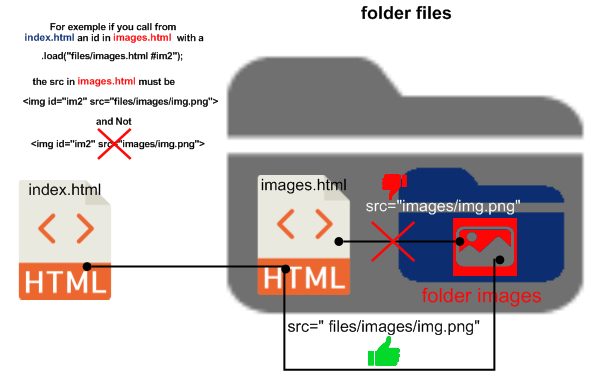 folder files
For exemple if you call from
index.html an id in images.html with a
.load("files/images.html #im2");
the src in images.html must be
<img id="im2" src="files/images/img.png">
and Not
<img id="im2" src="images/img.png">
index.html
HTML
images.html
HTML
src="images/img.png"
folder images
src=" files/images/img.png"